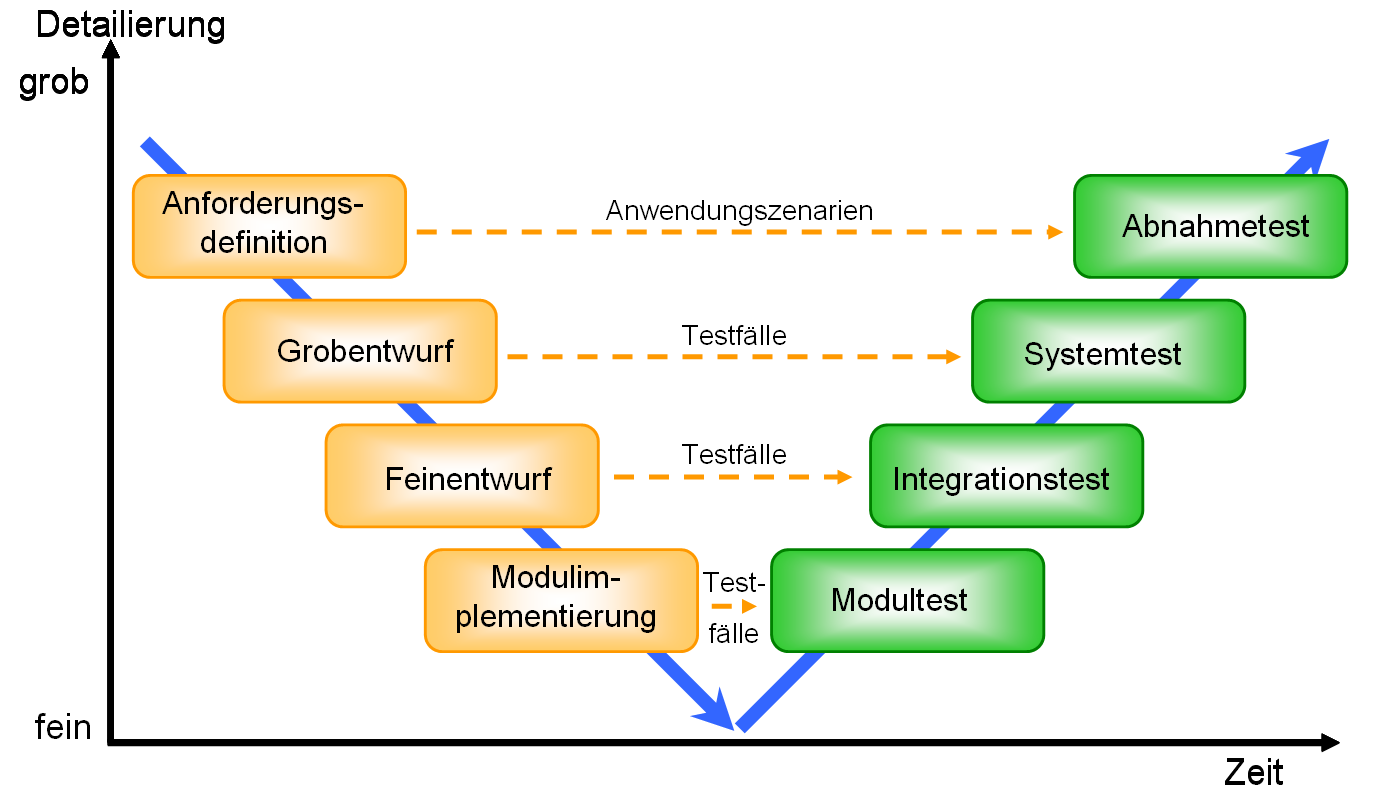 Detailierung
grob
Anforderungs-
definition
Anwendungszenarien
Abnahmetest
Grobentwurf
Testfälle
Systemtest
Feinentwurf
Testfälle
Integrationstest
Modulim-
plementierung
Test-
fälle
Modultest
fein
Zeit